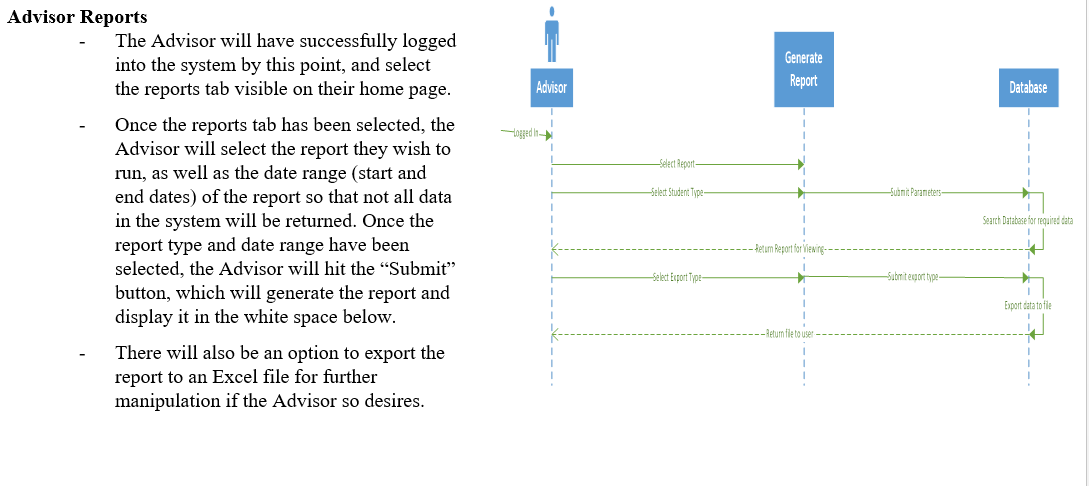 Advisor Reports
- The Advisor will have successfully logged
into the system by this point, and select
the reports tab visible on their home page.
- Once the reports tab has been selected, the
Advisor will select the report they wish to
run, as well as the date range (start and
end dates) of the report so that not all data
in the system will be returned. Once the
report type and date range have been
selected, the Advisor will hit the “Submit”
button, which will generate the report and
display it in the white space below.
- There will also be an option to export the
report to an Excel file for further
manipulation if the Advisor so desires.
Advisor
Generate
Report
Database
Logged In
Select Report
Select Student Type
Submit Parameters
Search Database for required data
Return Report for Viewing
Select Export Type
Submit export type
Export data to file
Return file to user